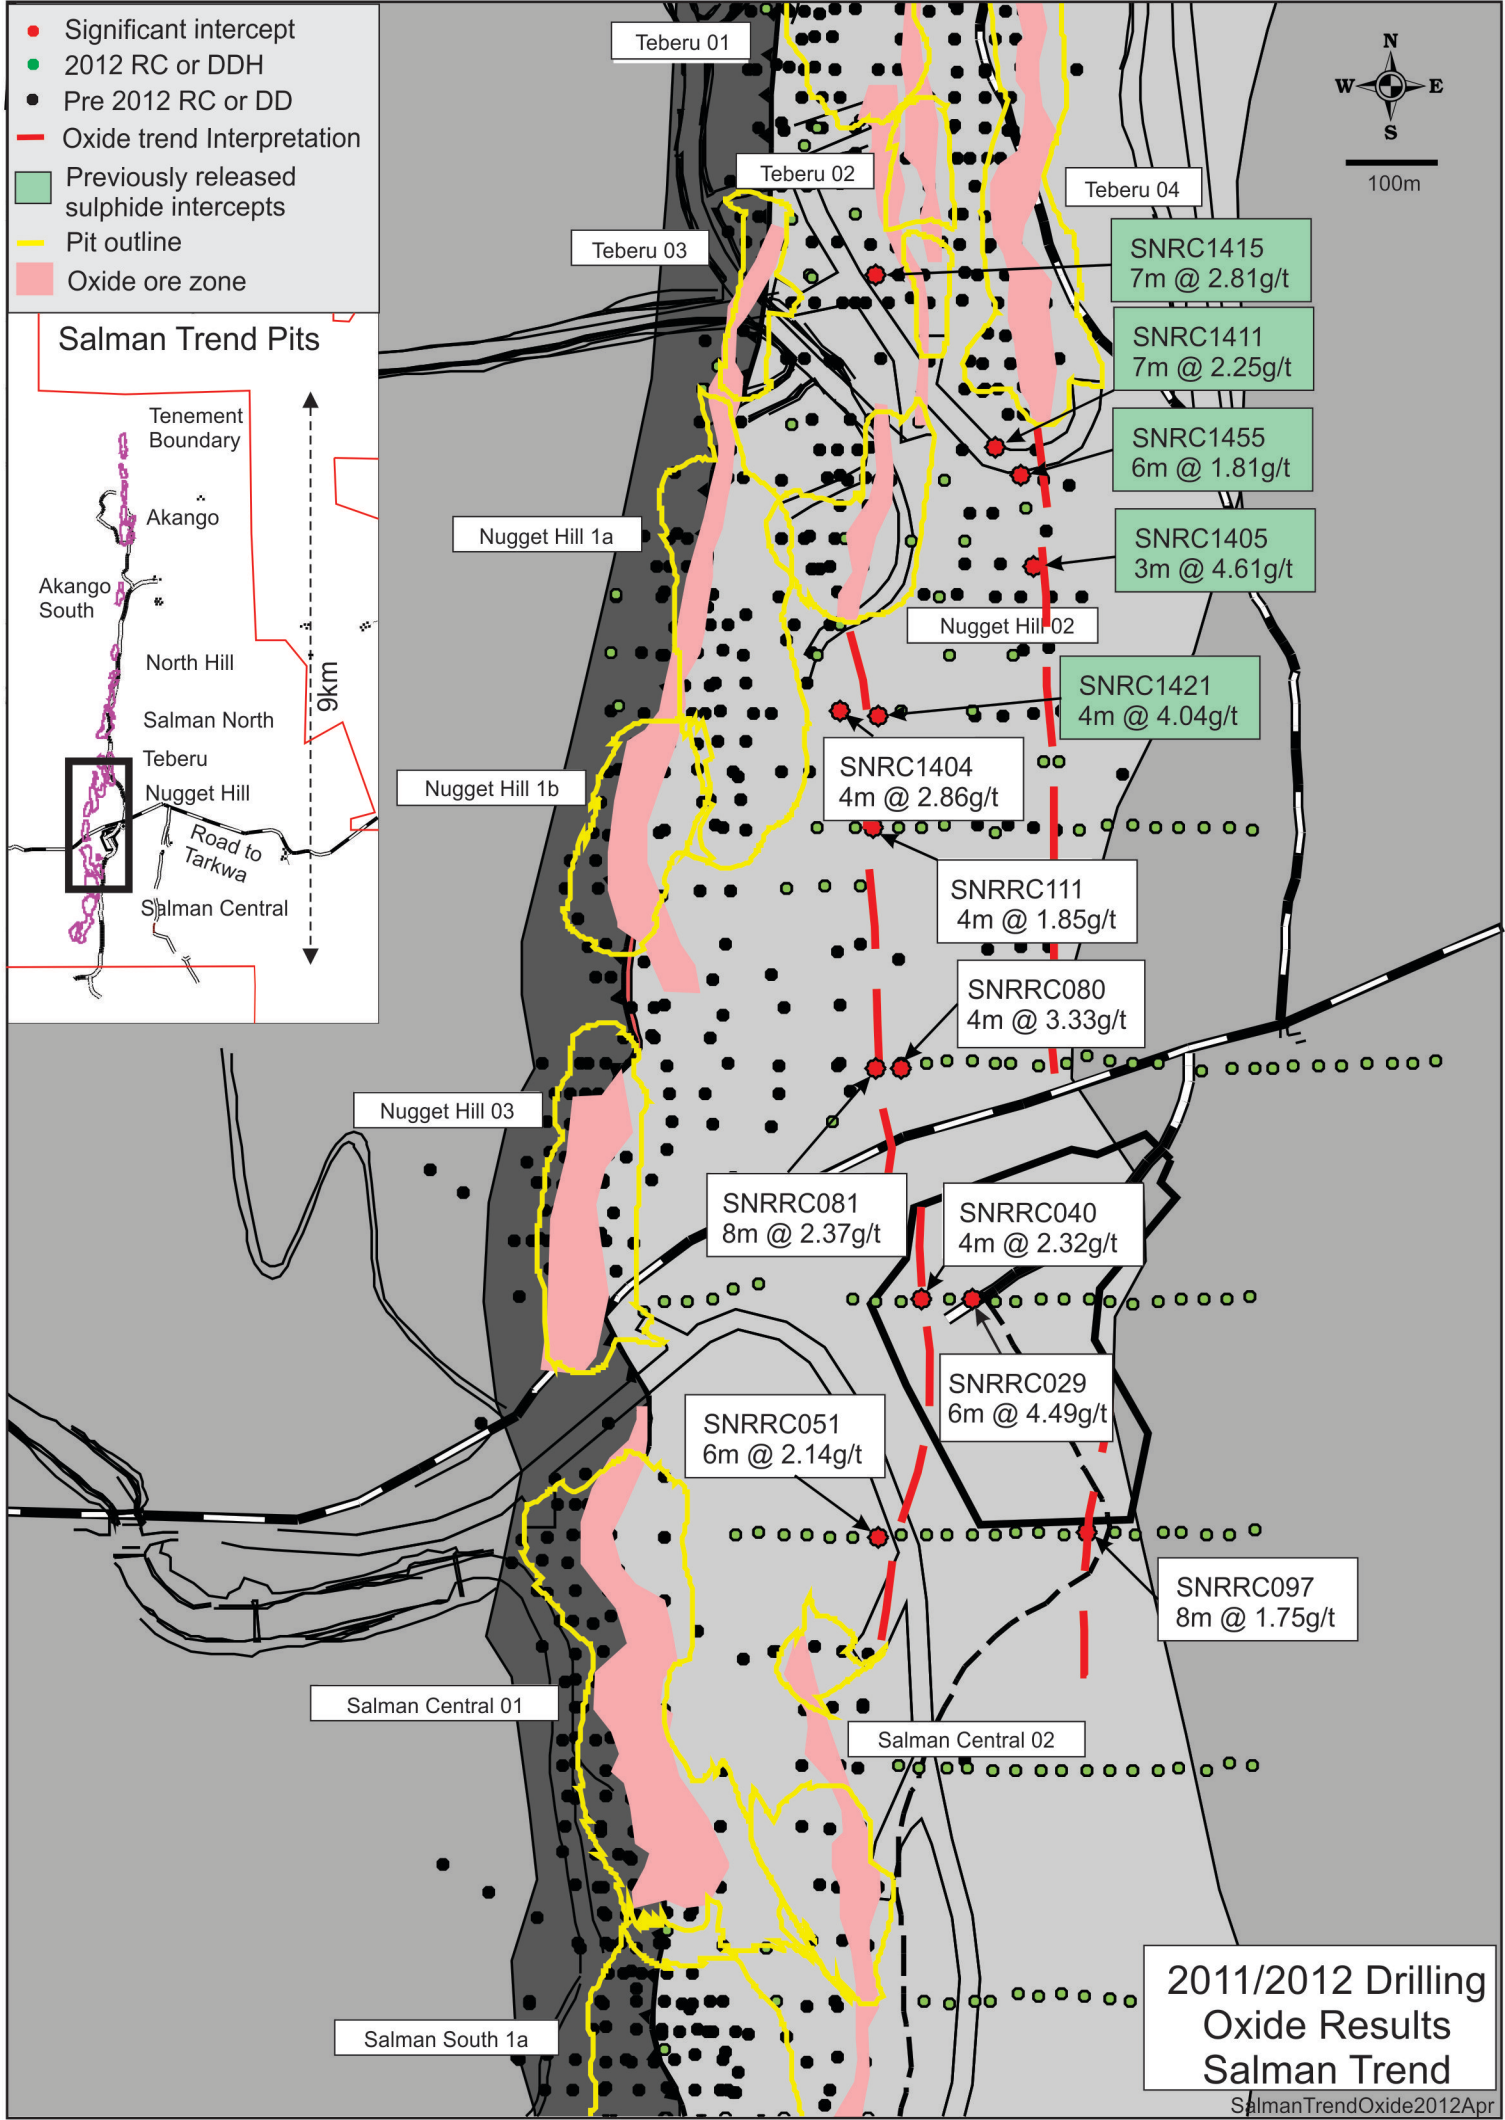 Significant intercept
2012 RC or DDH
Pre 2012 RC or DD
Oxide trend Interpretation
Previously released
sulphide intercepts
Pit outline
Oxide ore zone
Salman Trend Pits
Tenement
Boundary
Akango
Akango
South
North Hill
Salman North
Teberu
Nugget Hill
Road to
Tarkwa
Salman Central
9km
N
W
E
S
100m
Teberu 01
Teberu 02
Teberu 04
Teberu 03
SNRC1415
7m @ 2.81g/t
SNRC1411
7m @ 2.25g/t
SNRC1455
6m @ 1.81g/t
Nugget Hill 1a
SNRC1405
3m @ 4.61g/t
Nugget Hill 02
SNRC1421
4m @ 4.04g/t
SNRC1404
4m @ 2.86g/t
Nugget Hill 1b
SNRRC111
4m @ 1.85g/t
SNRRC080
4m @ 3.33g/t
Nugget Hill 03
SNRRC081
8m @ 2.37g/t
SNRRC040
4m @ 2.32g/t
SNRRC029
6m @ 4.49g/t
SNRRC051
6m @ 2.14g/t
SNRRC097
8m @ 1.75g/t
Salman Central 01
Salman Central 02
Salman South 1a
2011/2012 Drilling
Oxide Results
Salman Trend
SalmanTrendOxide2012Apr